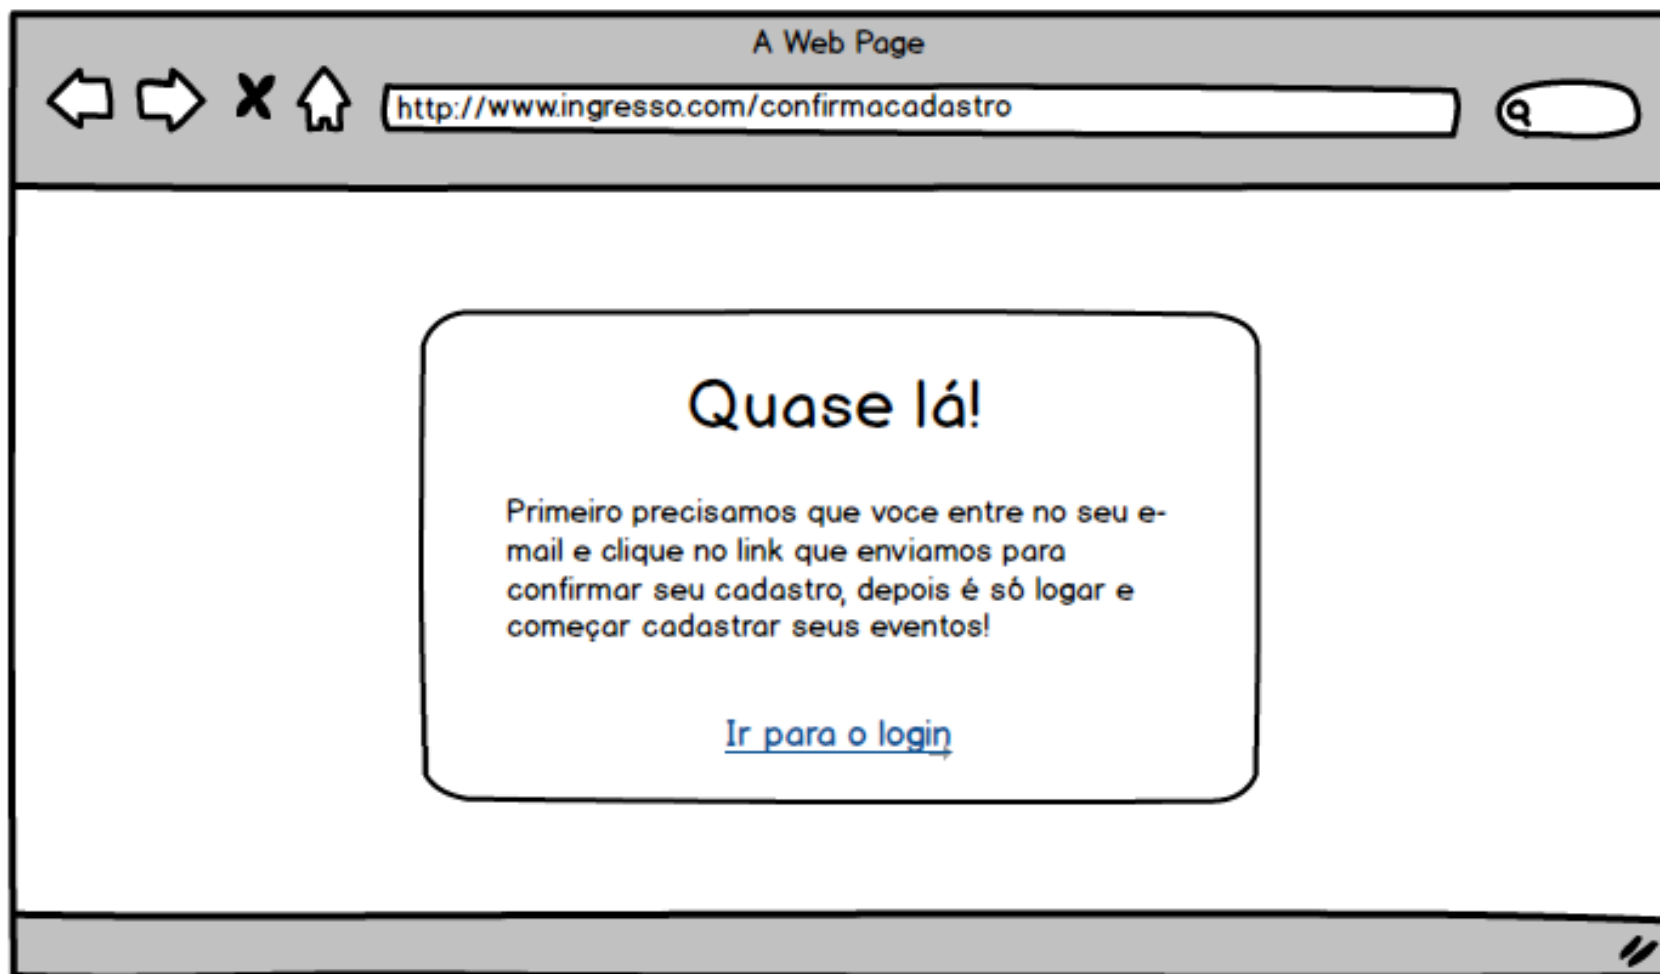 A Web Page
http://www.ingresso.com/confirmacadastro
Quase lá!
Primeiro precisamos que voce entre no seu e-
mail e clique no link que enviamos para
confirmar seu cadastro, depois é só logar e
começar cadastrar seus eventos!
Ir para o login